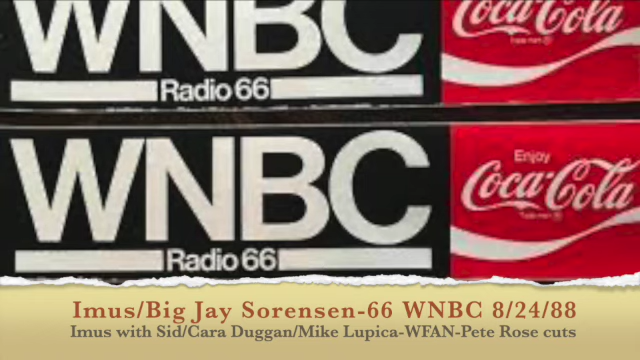 WNBC
Coca-Cola
Trade-mark ®
Radio 66
WNBC
Enjoy
Coca-Cola
Trade-mark ®
Radio 66
Imus/Big Jay Sorensen-66 WNBC 8/24/88
Imus with Sid/Cara Duggan/Mike Lupica-WFAN-Pete Rose cuts